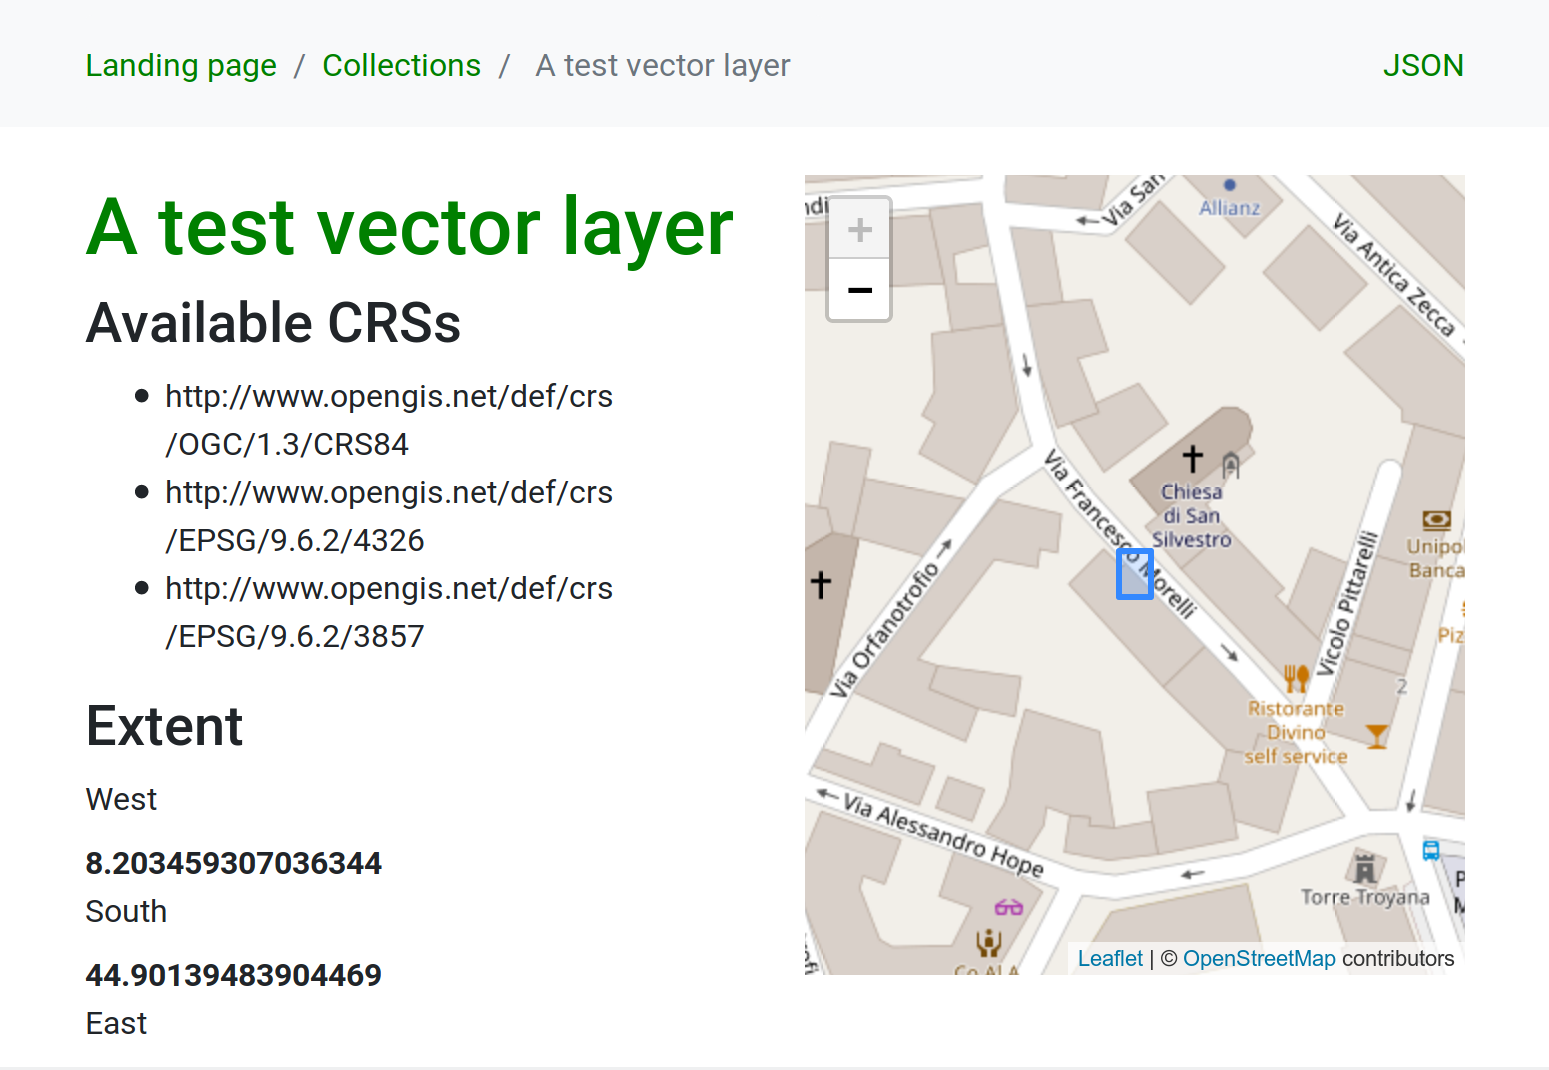 Landing page / Collections / A test vector layer
JSON
A test vector layer
Available CRSs
http://www.opengis.net/def/crs
/OGC/1.3/CRS84
http://www.opengis.net/def/crs
/EPSG/9.6.2/4326
http://www.opengis.net/def/crs
/EPSG/9.6.2/3857
Extent
West
8.203459307036344
South
44.90139483904469
East
+
−
Via San
Allianz
Via Antica Zecca
Via Francesco Morelli
Chiesa
di San
Silvestro
Unipol
Banca
Via Orfanotrofio
Vicolo Pittarelli
2
Ristorante
Divino
self service
Via Alessandro Hope
Torre Troyana
Leaflet | © OpenStreetMap contributors